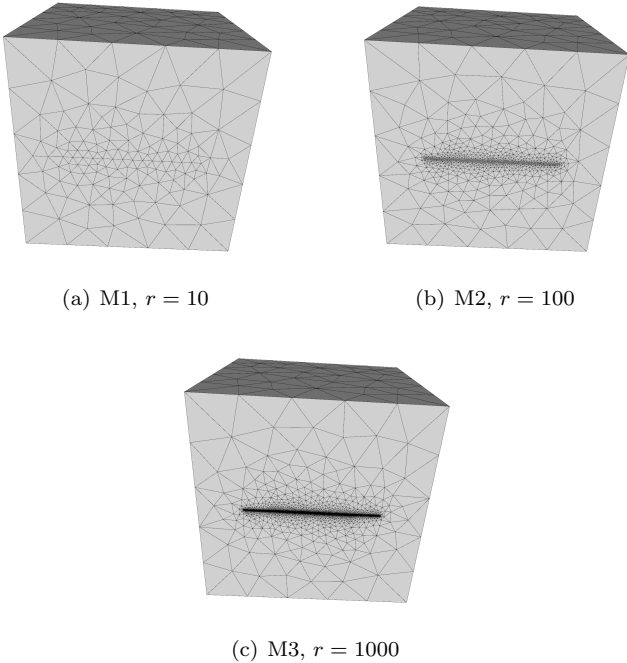 (a) M1, r = 10
(b) M2, r = 100
(c) M3, r = 1000